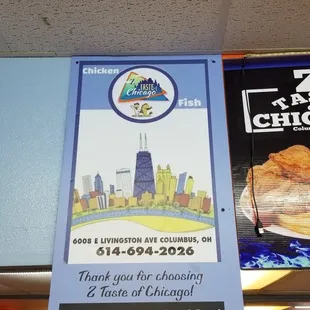 Chicken
Z
TASTE
Chicago
Fish
6008 E LIVINGSTON AVE COLUMBUS, OH
614-694-2026
Thank you for choosing
Z Taste of Chicago!
Z
TA
CHIC
Colum